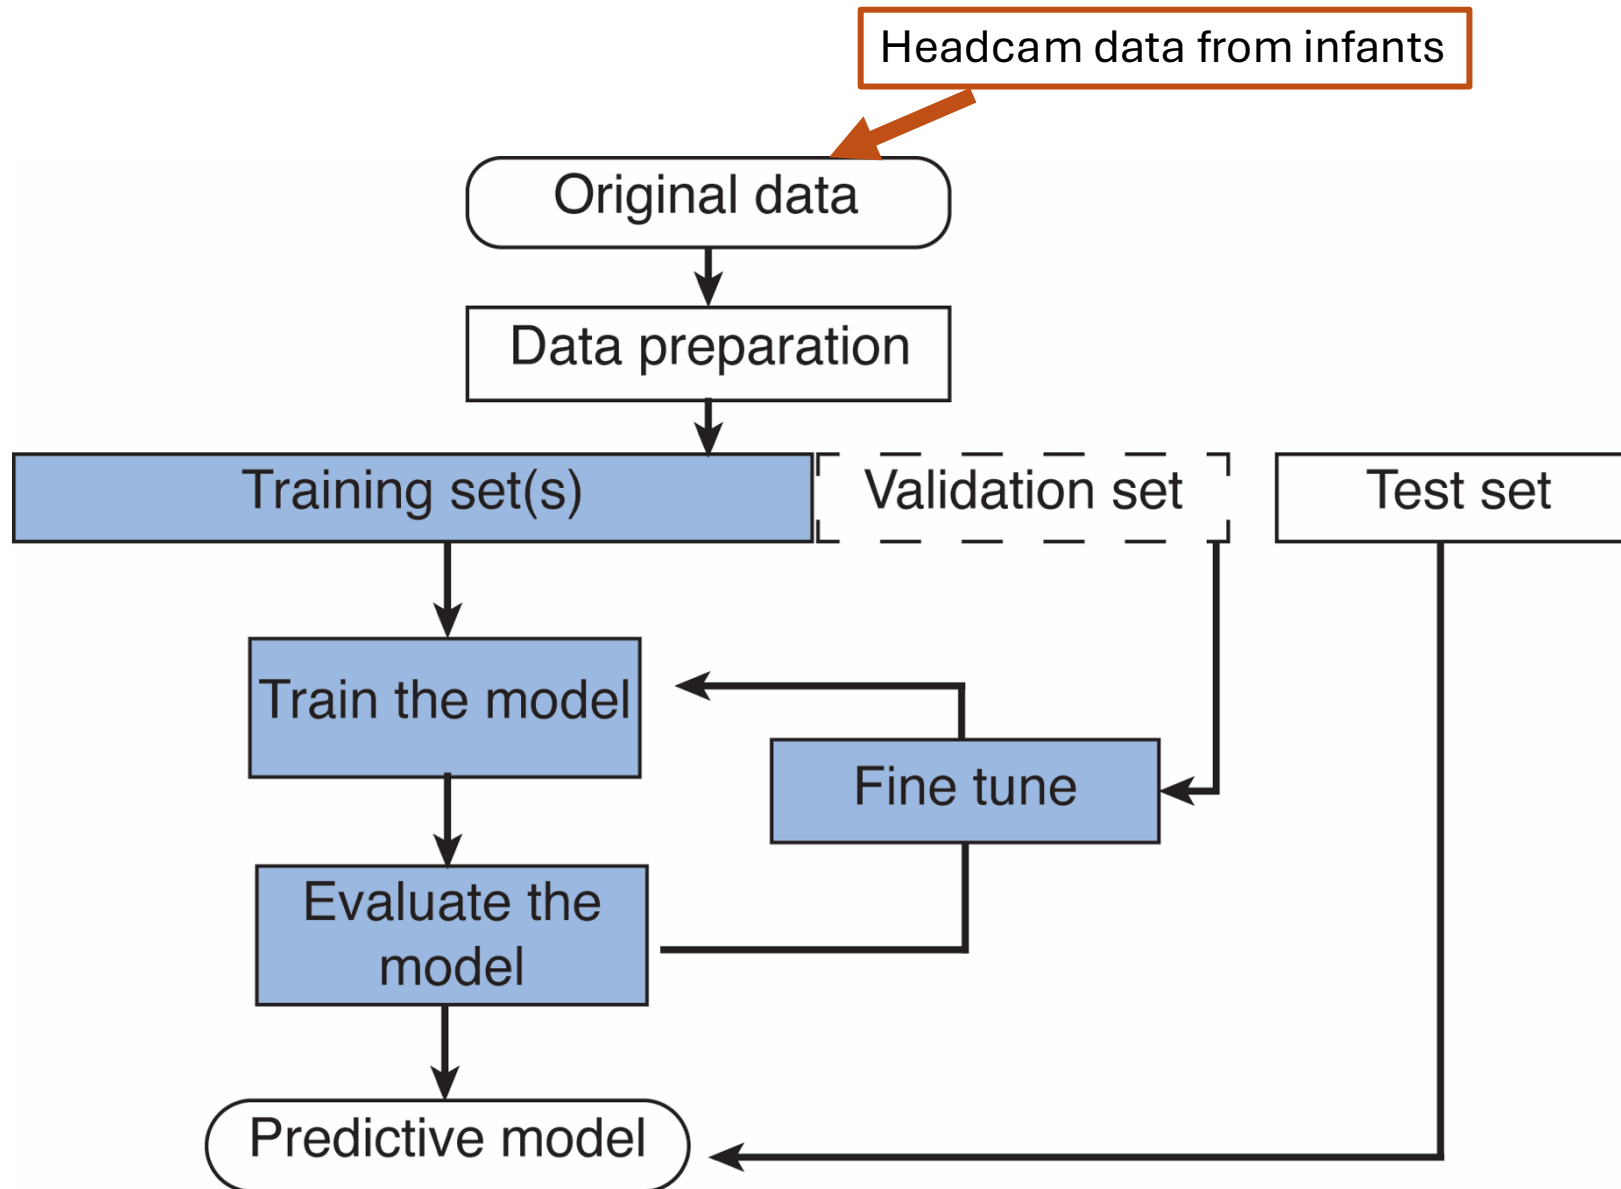 Headcam data from infants
Original data
Data preparation
Training set(s)
Validation set
Test set
Train the model
Fine tune
Evaluate the
model
Predictive model